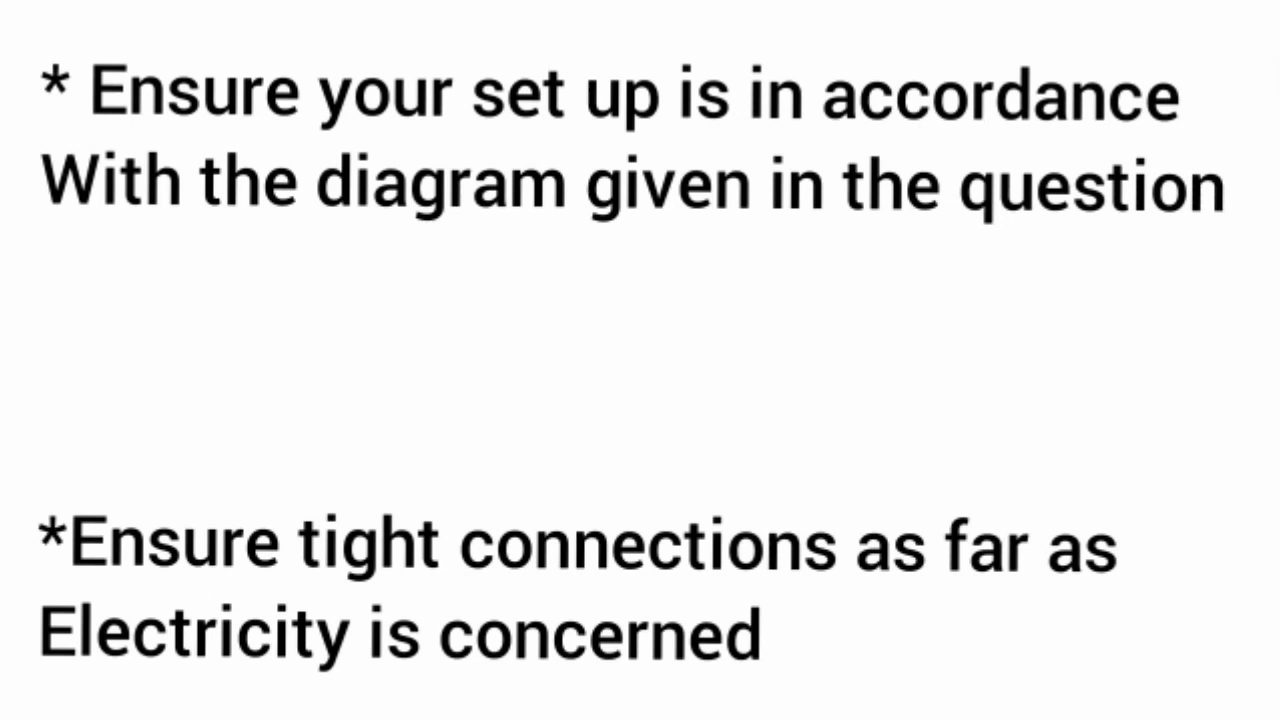 * Ensure your set up is in accordance
With the diagram given in the question
*Ensure tight connections as far as
Electricity is concerned